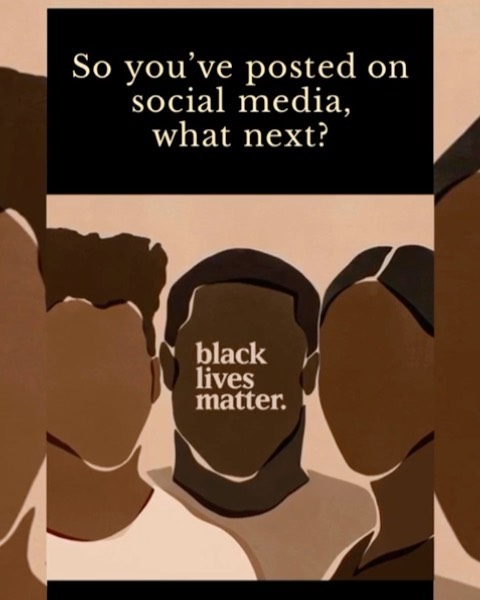 So you’ve posted on
social media,
what next?
black
lives
matter.